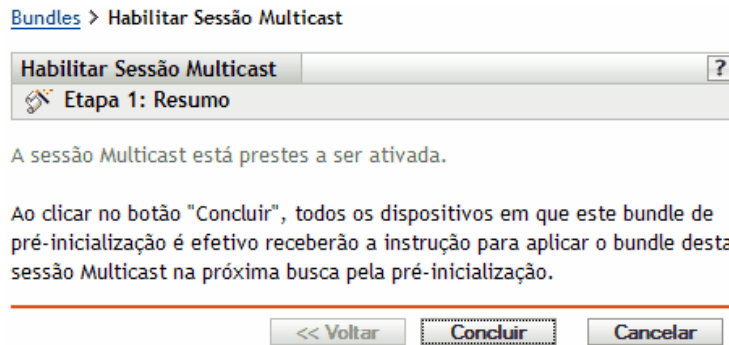 Bundles > Habilitar Sessão Multicast
Habilitar Sessão Multicast ?
Etapa 1: Resumo
A sessão Multicast está prestes a ser ativada.
Ao clicar no botão "Concluir", todos os dispositivos em que este bundle de
pré-inicialização é efetivo receberão a instrução para aplicar o bundle desta
sessão Multicast na próxima busca pela pré-inicialização.
<< Voltar Concluir Cancelar